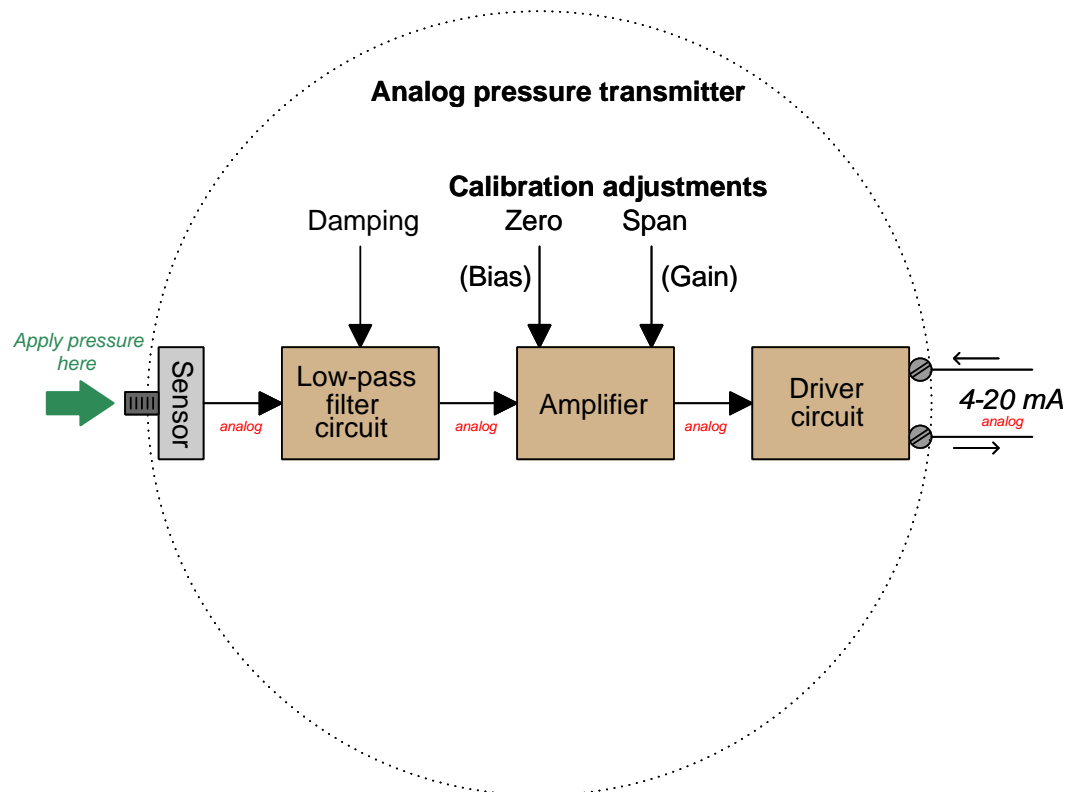 Analog pressure transmitter
Calibration adjustments
Damping
Zero
Span
(Bias)
(Gain)
Apply pressure
here
Sensor
analog
Low-pass
filter
circuit
analog
Amplifier
analog
Driver
circuit
4-20 mA
analog